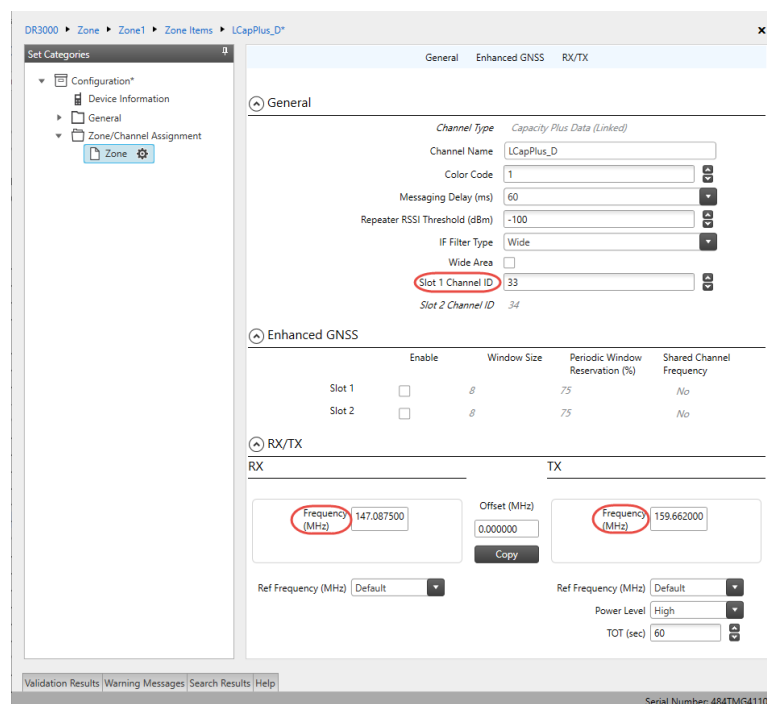 DR3000 Zone Zone1 Zone Items LCapPlus_D* x
Set Categories
General Enhanced GNSS RX/TX
Configuration*
Device Information
General
Zone/Channel Assignment
Zone
General
Channel Type Capacity Plus Data (Linked)
Channel Name LCapPlus_D
Color Code 1
Messaging Delay (ms) 60
Repeater RSSI Threshold (dBm) -100
IF Filter Type Wide
Wide Area
Slot 1 Channel ID 33
Slot 2 Channel ID 34
Enhanced GNSS
Enable Window Size Periodic Window Shared Channel
Reservation (%) Frequency
Slot 1 8 75 No
Slot 2 8 75 No
RX/TX
RX TX
Frequency 147.087500 Offset (MHz) Frequency 159.662000
(MHz) 0.000000 (MHz)
Copy
Ref Frequency (MHz) Default Ref Frequency (MHz) Default
Power Level High
TOT (sec) 60
Validation Results Warning Messages Search Results Help
Serial Number: 484TMG4110